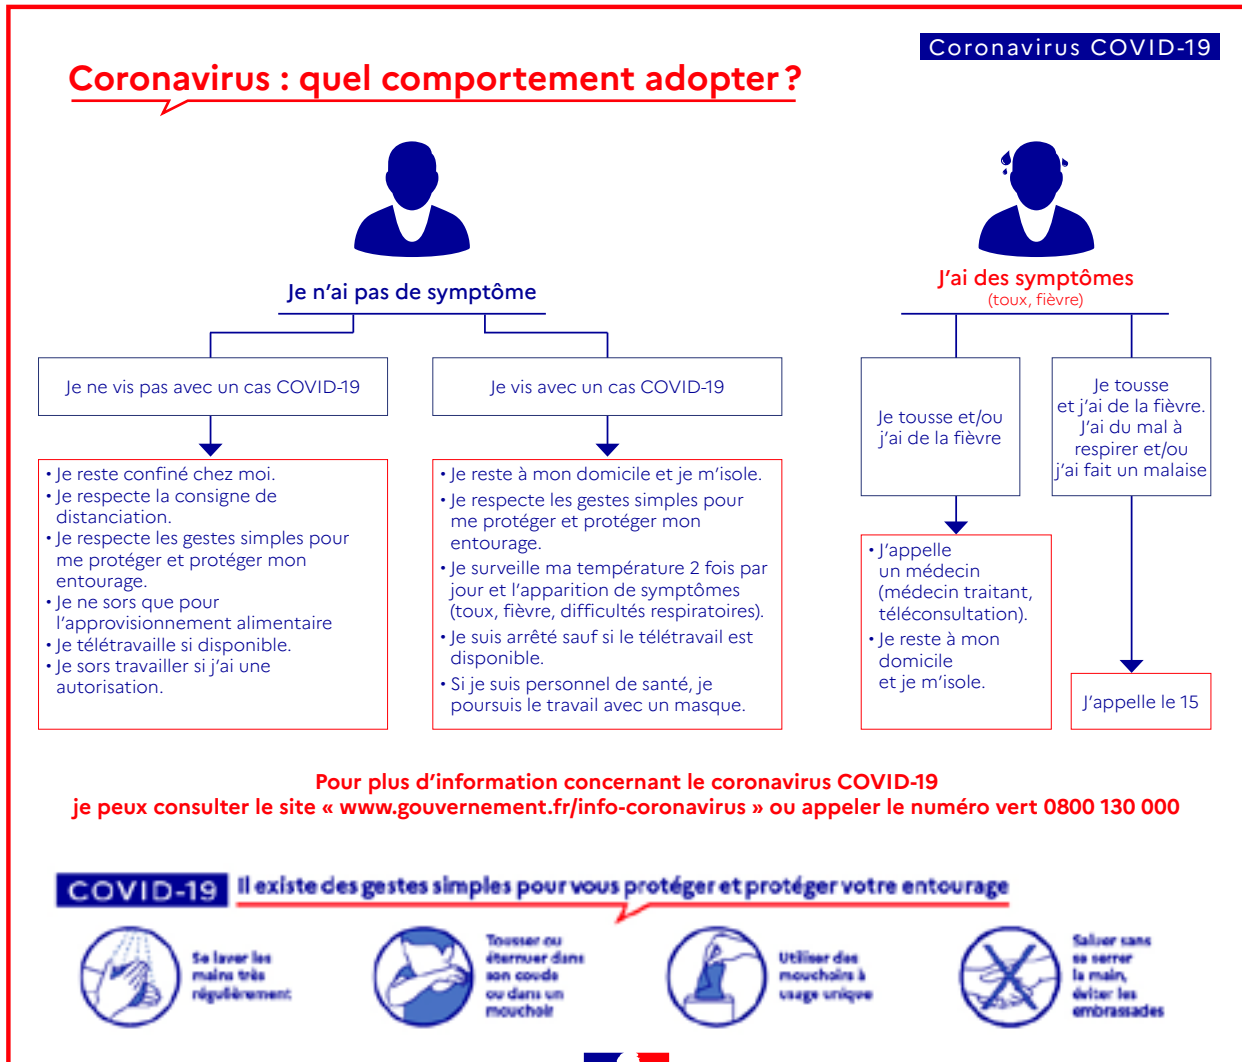 Coronavirus COVID-19
Coronavirus : quel comportement adopter ?
Je n'ai pas de symptôme
J'ai des symptômes
(toux, fièvre)
Je ne vis pas avec un cas COVID-19
Je vis avec un cas COVID-19
Je tousse et/ou
j'ai de la fièvre
Je tousse
et j'ai de la fièvre.
J'ai du mal à
respirer et/ou
j'ai fait un malaise
• Je reste confiné chez moi.
• Je respecte la consigne de
distanciation.
• Je respecte les gestes simples pour
me protéger et protéger mon
entourage.
• Je ne sors que pour
l'approvisionnement alimentaire
• Je télétravaille si disponible.
• Je sors travailler si j'ai une
autorisation.
• Je reste à mon domicile et je m'isole.
• Je respecte les gestes simples pour
me protéger et protéger mon
entourage.
• Je surveille ma température 2 fois par
jour et l'apparition de symptômes
(toux, fièvre, difficultés respiratoires).
• Je suis arrêté sauf si le télétravail est
disponible.
• Si je suis personnel de santé, je
poursuis le travail avec un masque.
• J'appelle
un médecin
(médecin traitant,
téléconsultation).
• Je reste à mon
domicile
et je m'isole.
J'appelle le 15
Pour plus d'information concernant le coronavirus COVID-19
je peux consulter le site « www.gouvernement.fr/info-coronavirus » ou appeler le numéro vert 0800 130 000
COVID-19 Il existe des gestes simples pour vous protéger et protéger votre entourage
Se laver les
mains très
régulièrement
Tousser ou
éternuer dans
son coude
ou dans un
mouchoir
Utiliser des
mouchoirs à
usage unique
Saluer sans
se serrer
la main,
éviter les
embrassades